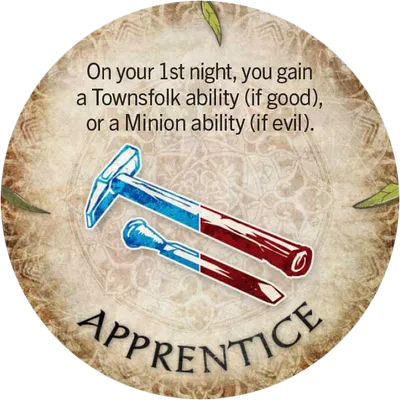 On your 1st night, you gain
a Townsfolk ability (if good),
or a Minion ability (if evil).
APPRENTICE